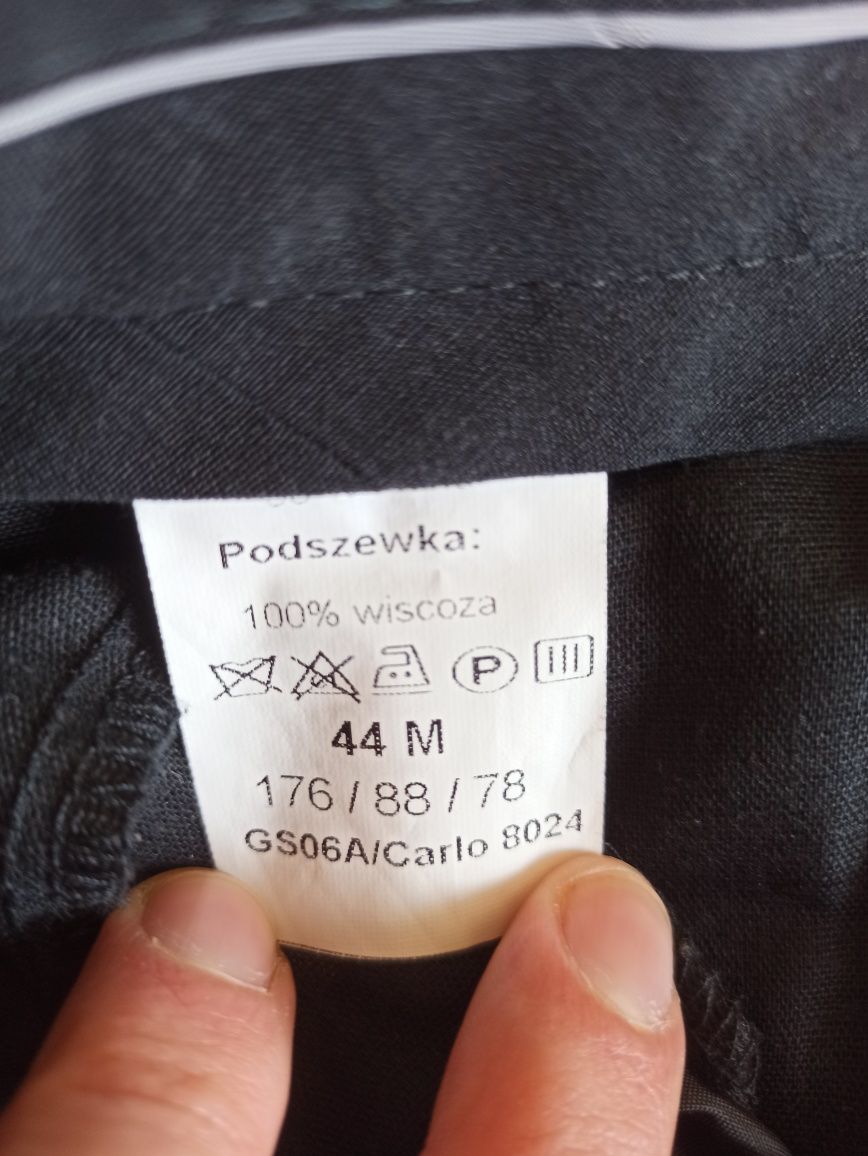 Podszewka:
100% wiscoza
P
44 M
176 / 88 / 78
GS06A/Carlo 8024